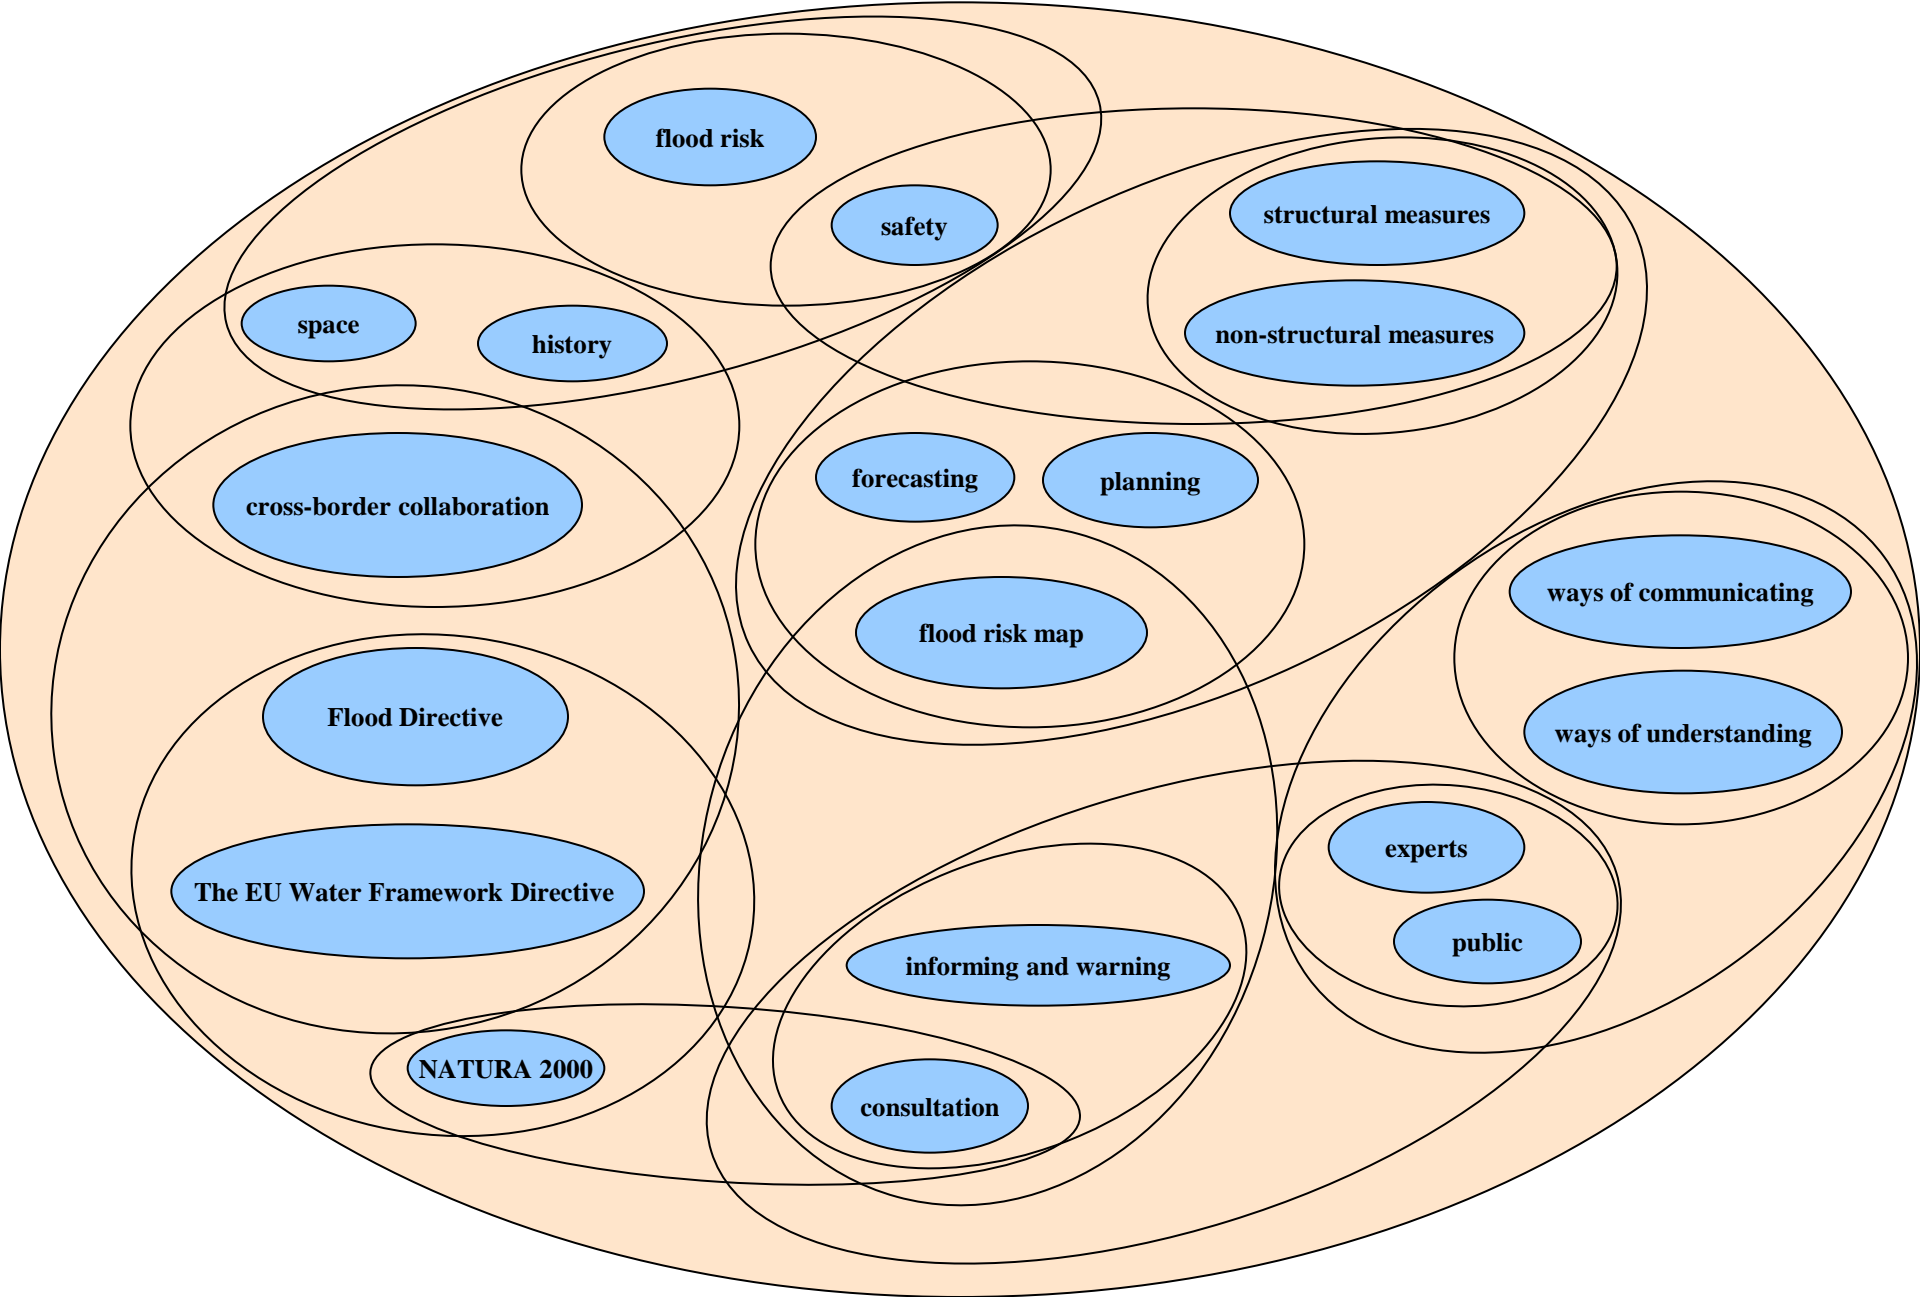 flood risk
safety
structural measures
space
history
non-structural measures
forecasting
planning
cross-border collaboration
ways of communicating
flood risk map
Flood Directive
ways of understanding
experts
The EU Water Framework Directive
public
informing and warning
NATURA 2000
consultation